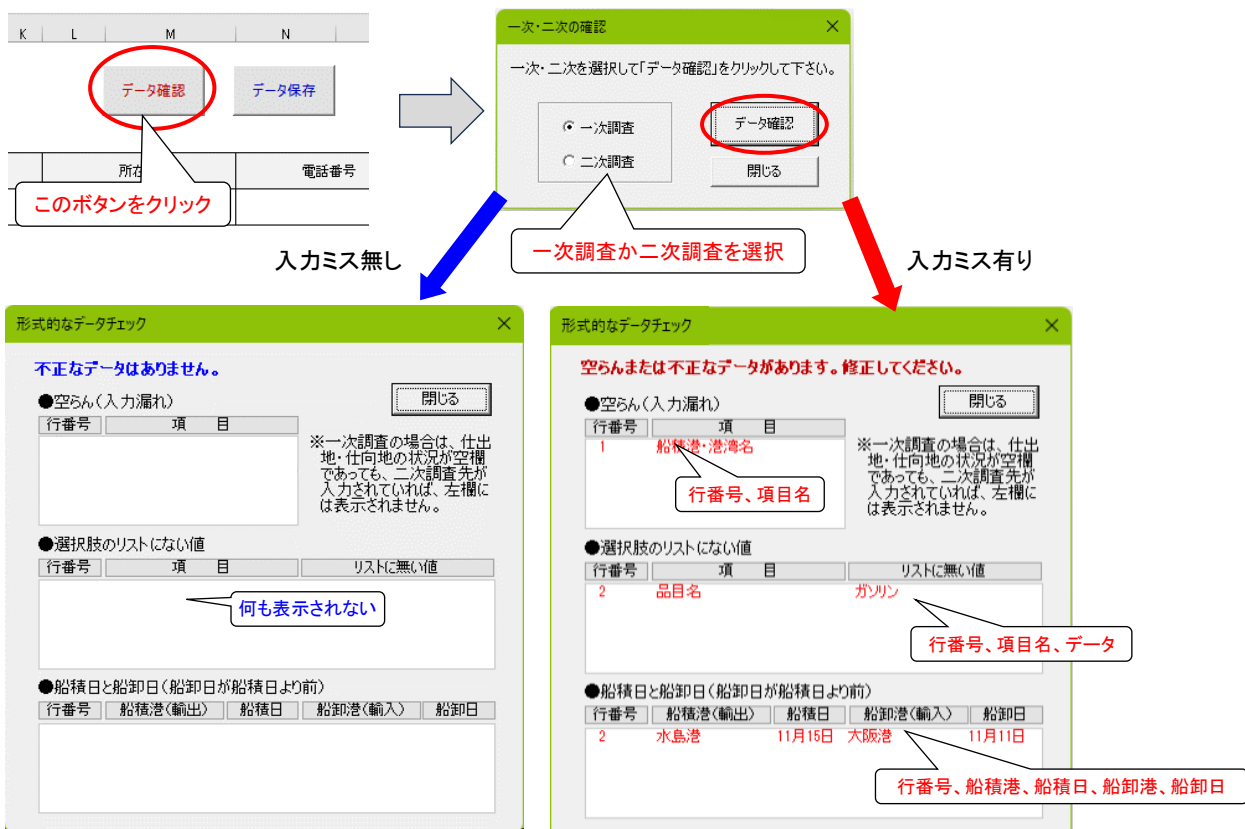 K L M N
データ確認 データ保存
所在
電話番号
このボタンをクリック
一次・二次の確認
一次・二次を選択して「データ確認」をクリックして下さい。
一次調査
二次調査
データ確認
閉じる
一次調査か二次調査を選択
入力ミス無し
入力ミス有り
形式的なデータチェック
不正なデータはありません。
●空らん(入力漏れ)
閉じる
行番号 項 目
※一次調査の場合は、仕出
地・仕向地の状況が空欄
であっても、二次調査先が
入力されていれば、左欄に
は表示されません。
●選択肢のリストにない値
行番号 項 目 リストに無い値
何も表示されない
●船積日と船卸日(船卸日が船積日より前)
行番号 船積港(輸出) 船積日 船卸港(輸入) 船卸日
形式的なデータチェック
空らんまたは不正なデータがあります。修正してください。
●空らん(入力漏れ)
閉じる
行番号 項 目
1 船積港・港湾名
行番号、項目名
※一次調査の場合は、仕出
地・仕向地の状況が空欄
であっても、二次調査先が
入力されていれば、左欄に
は表示されません。
●選択肢のリストにない値
行番号 項 目 リストに無い値
2 品目名 ガソリン
行番号、項目名、データ
●船積日と船卸日(船卸日が船積日より前)
行番号 船積港(輸出) 船積日 船卸港(輸入) 船卸日
2 水島港 11月15日 大阪港 11月11日
行番号、船積港、船積日、船卸港、船卸日